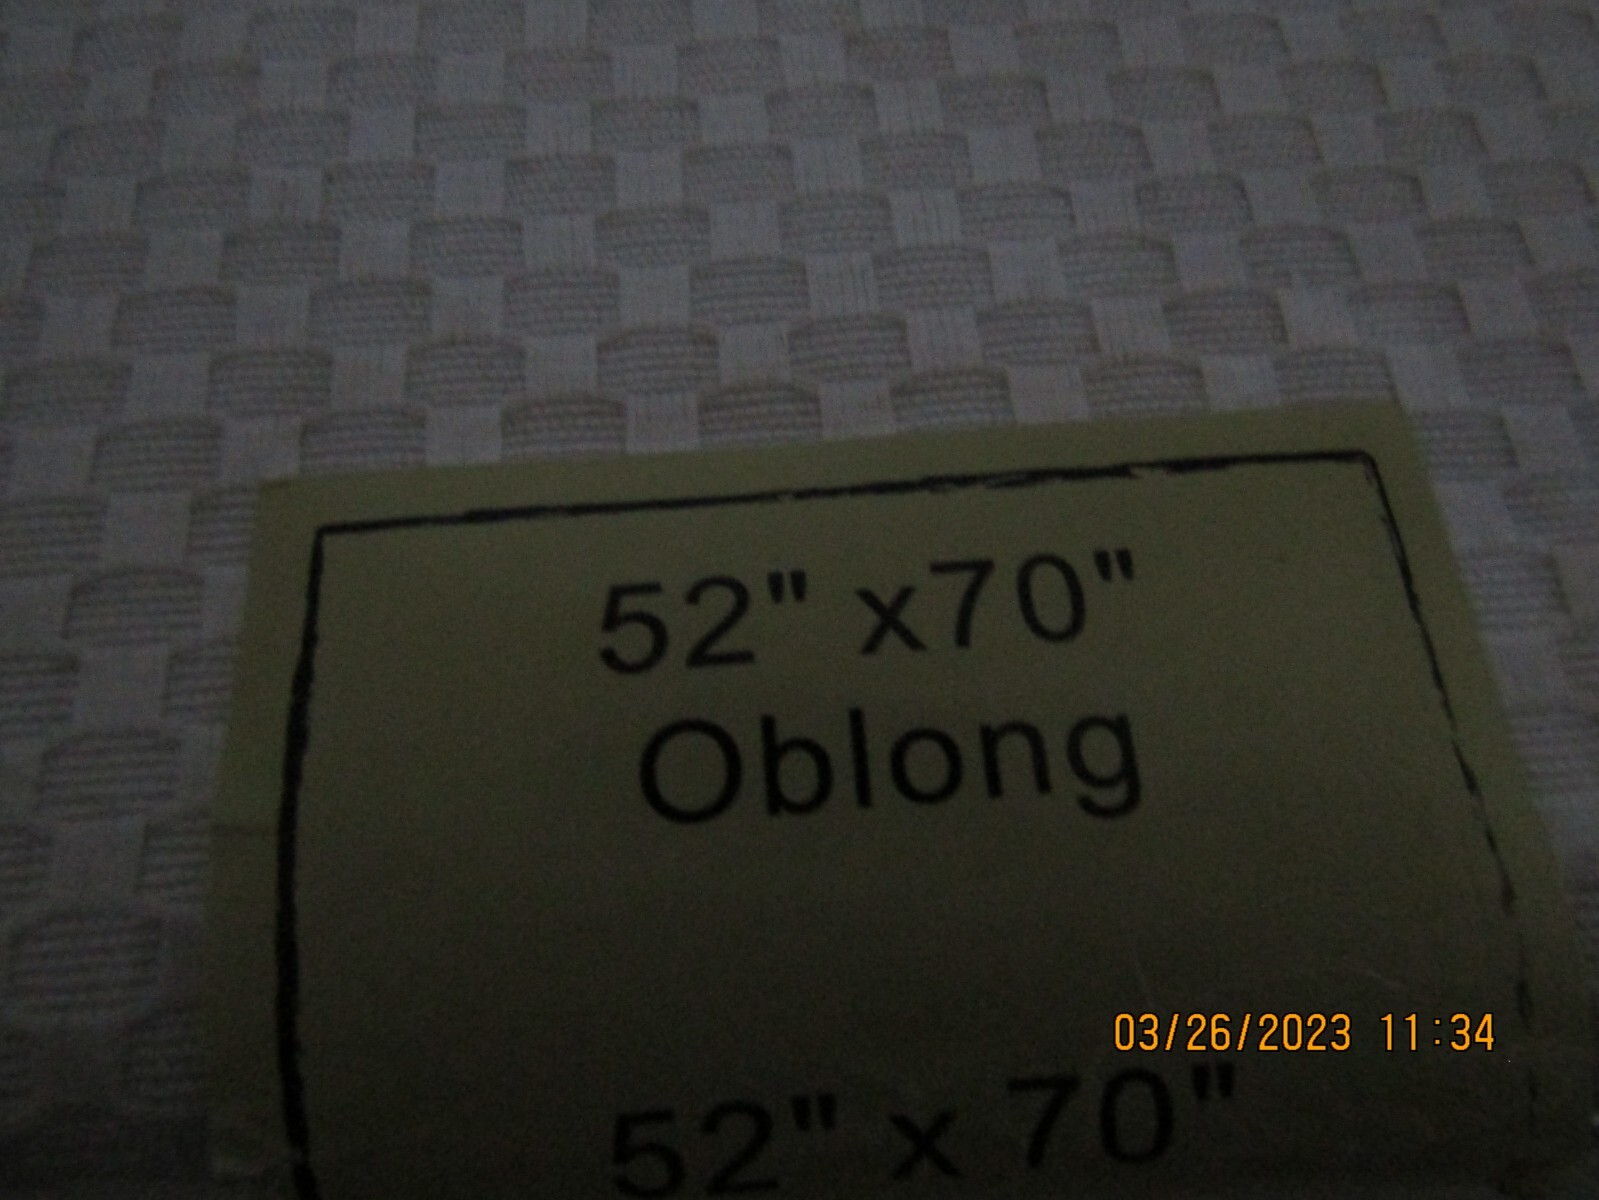 52" x70"
Oblong
03/26/2023 11:34
52" x 70"